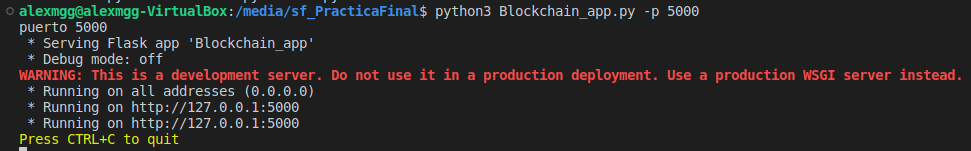 alexmgg@alexmgg-VirtualBox:/media/sf_PracticaFinal$ python3 Blockchain_app.py -p 5000
puerto 5000
 * Serving Flask app 'Blockchain_app'
 * Debug mode: off
WARNING: This is a development server. Do not use it in a production deployment. Use a production WSGI server instead.
 * Running on all addresses (0.0.0.0)
 * Running on http://127.0.0.1:5000
 * Running on http://127.0.0.1:5000
Press CTRL+C to quit